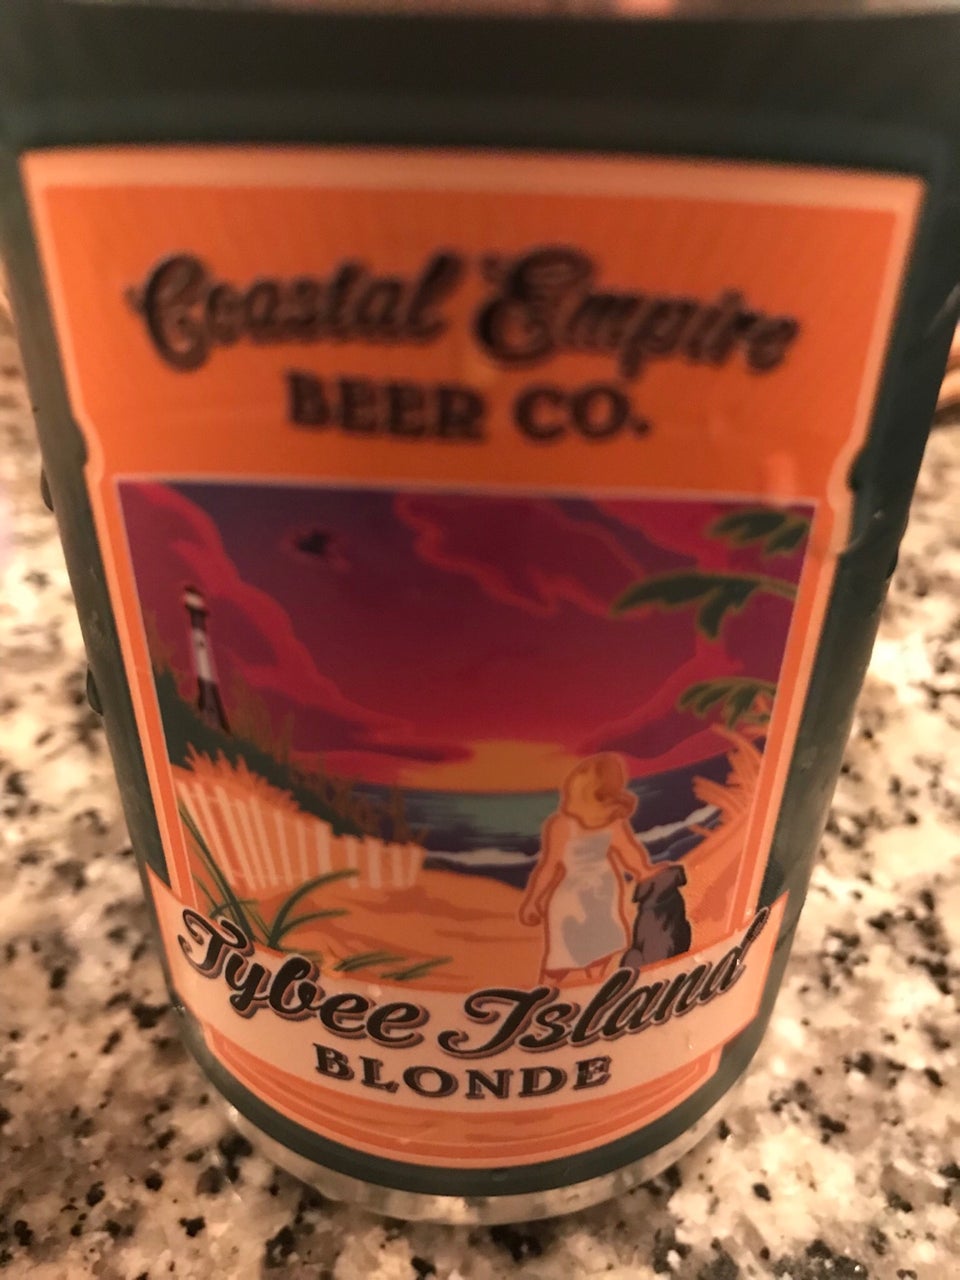 Coastal Empire
BEER CO.
Tybee Island
BLONDE